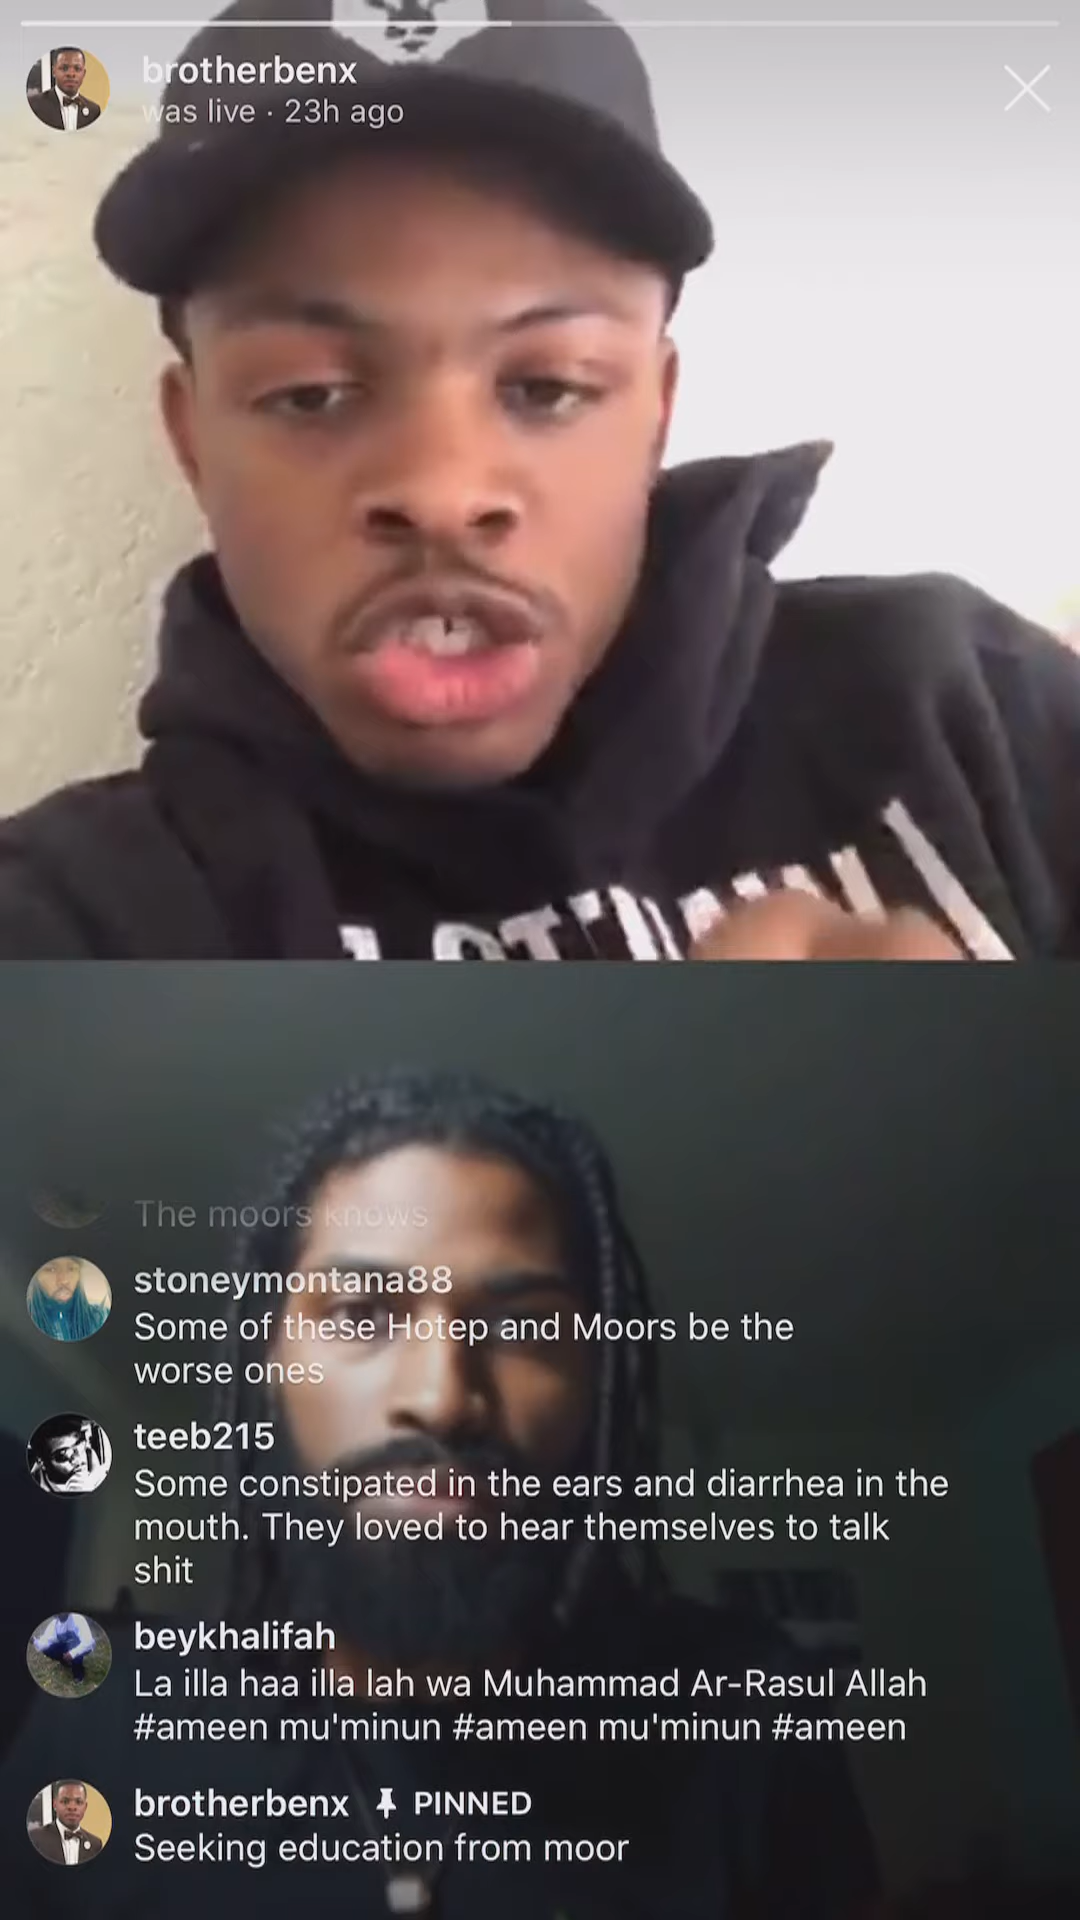 brotherbenx
was live · 23h ago
The moors knows
stoneymontana88
Some of these Hotep and Moors be the
worse ones
teeb215
Some constipated in the ears and diarrhea in the
mouth. They loved to hear themselves to talk
shit
beykhalifah
La illa haa illa lah wa Muhammad Ar-Rasul Allah
#ameen mu'minun #ameen mu'minun #ameen
brotherbenx PINNED
Seeking education from moor